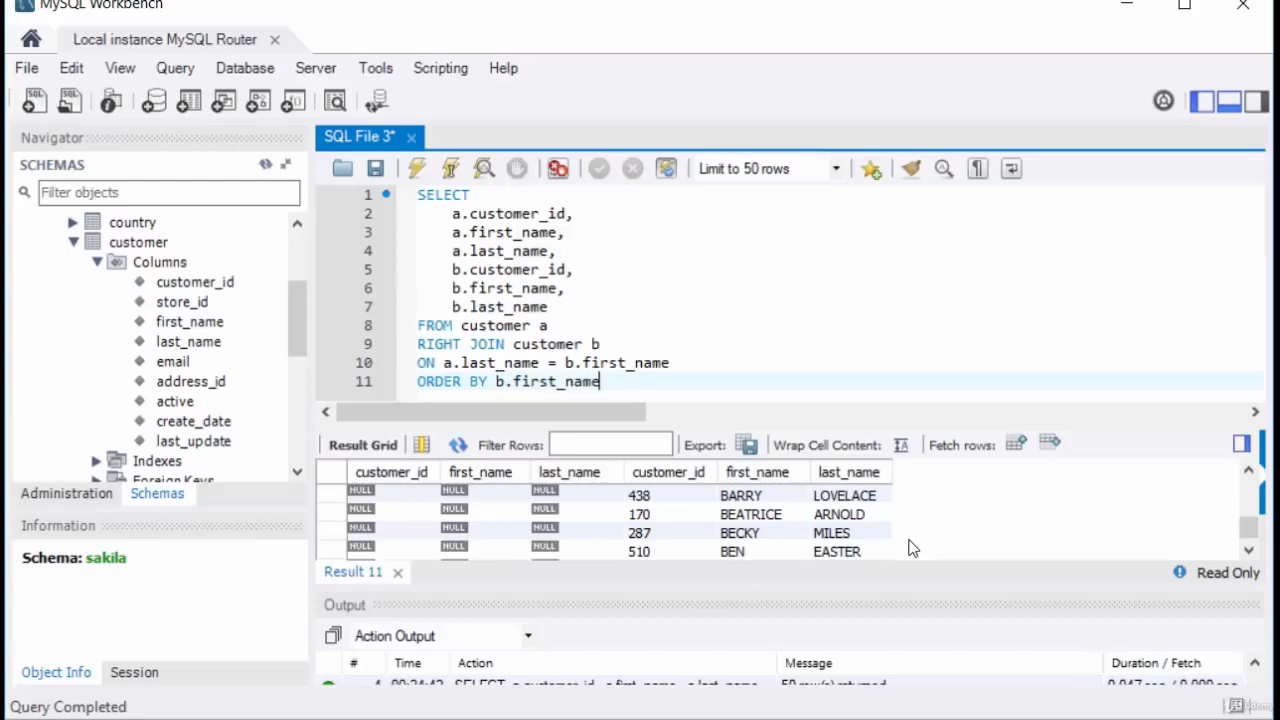 MySQL Workbench
Local instance MySQL Router
File Edit View Query Database Server Tools Scripting Help
Navigator
SQL File 3*
SCHEMAS
Limit to 50 rows
Filter objects
country
customer
Columns
customer_id
store_id
first_name
last_name
email
address_id
active
create_date
last_update
Indexes
Foreign Keys
Administration Schemas
Information
Schema: sakila
Object Info Session
1 SELECT
2 a.customer_id,
3 a.first_name,
4 a.last_name,
5 b.customer_id,
6 b.first_name,
7 b.last_name
8 FROM customer a
9 RIGHT JOIN customer b
10 ON a.last_name = b.first_name
11 ORDER BY b.first_name
Result Grid Filter Rows: Export: Wrap Cell Content: Fetch rows:
customer_id first_name last_name customer_id first_name last_name
NULL NULL NULL 438 BARRY LOVELACE
NULL NULL NULL 170 BEATRICE ARNOLD
NULL NULL NULL 287 BECKY MILES
NULL NULL NULL 510 BEN EASTER
Result 11 Read Only
Output
Action Output
# Time Action Message Duration / Fetch
Query Completed